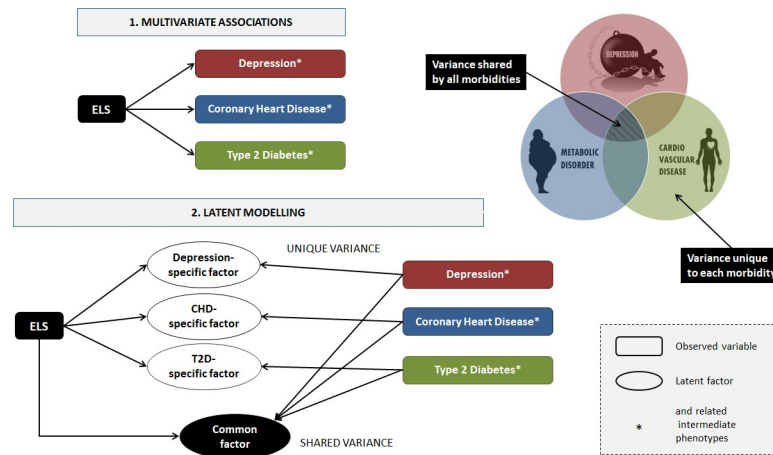 1. MULTIVARIATE ASSOCIATIONS
ELS
Depression*
Coronary Heart Disease*
Type 2 Diabetes*
Variance shared
by all morbidities
DEPRESSION
METABOLIC
DISORDER
CARDIO
VASCULAR
DISEASE
Variance unique
to each morbidity
2. LATENT MODELLING
UNIQUE VARIANCE
Depression-
specific factor
CHD-
specific factor
T2D-
specific factor
ELS
Common
factor
SHARED VARIANCE
Depression*
Coronary Heart Disease*
Type 2 Diabetes*
Observed variable
Latent factor
* and related
intermediate
phenotypes